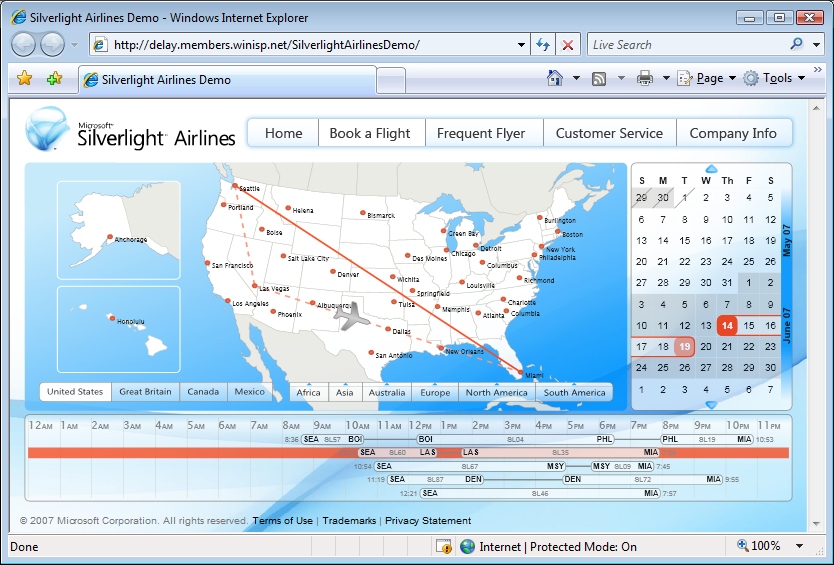 Silverlight Airlines Demo - Windows Internet Explorer
http://delay.members.winisp.net/SilverlightAirlinesDemo/
Live Search
Silverlight Airlines Demo
Page
Tools
Microsoft®
Silverlight™ Airlines
Home
Book a Flight
Frequent Flyer
Customer Service
Company Info
Seattle
Portland
Helena
Bismarck
Boise
Burlington
Boston
Green Bay
Detroit
New York
Philadelphia
Anchorage
San Francisco
Salt Lake City
Des Moines
Chicago
Columbus
Denver
Wichita
Richmond
Las Vegas
Springfield
Louisville
Los Angeles
Albuquerque
Tulsa
Memphis
Charlotte
Phoenix
Atlanta
Columbia
Honolulu
Dallas
San Antonio
New Orleans
Miami
United States
Great Britain
Canada
Mexico
Africa
Asia
Australia
Europe
North America
South America
S M T W Th F S
29 30 1 2 3 4 5
6 7 8 9 10 11 12
13 14 15 16 17 18 19
20 21 22 23 24 25 26
27 28 29 30 31 1 2
3 4 5 6 7 8 9
10 11 12 13 14 15 16
17 18 19 20 21 22 23
24 25 26 27 28 29 30
1 2 3 4 5 6 7
May 07
June 07
12AM 1AM 2AM 3AM 4AM 5AM 6AM 7AM 8AM 9AM 10AM 11AM 12PM 1PM 2PM 3PM 4PM 5PM 6PM 7PM 8PM 9PM 10PM 11PM
8:36 SEA SL57 BOI BOI SL04 PHL PHL SL19 MIA 10:53
SEA SL60 LAS LAS SL35 MIA
10:54 SEA SL67 MSY MSY SL09 MIA 7:45
11:19 SEA SL87 DEN DEN SL72 MIA 9:55
12:21 SEA SL46 MIA 7:57
© 2007 Microsoft Corporation. All rights reserved. Terms of Use | Trademarks | Privacy Statement
Done
Internet | Protected Mode: On
100%